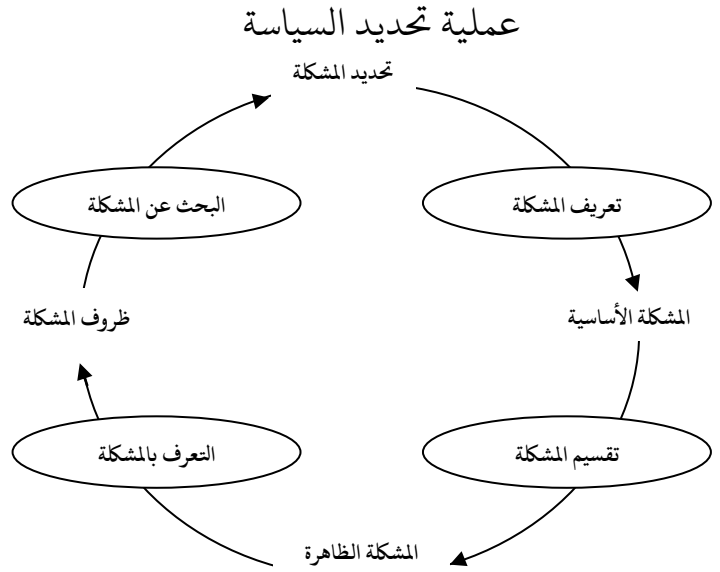 عملية تحديد السياسة
تحديد المشكلة
البحث عن المشكلة
تعريف المشكلة
ظروف المشكلة
المشكلة الأساسية
التعرف بالمشكلة
تقسيم المشكلة
المشكلة الظاهرة